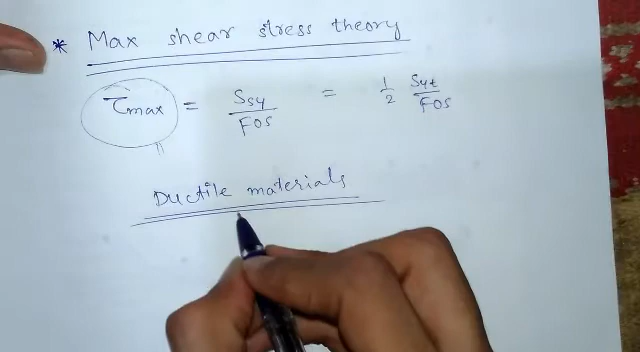 * Max shear stress theory
τmax = Ssy/FOS = 1/2 Syt/FOS
Ductile materials